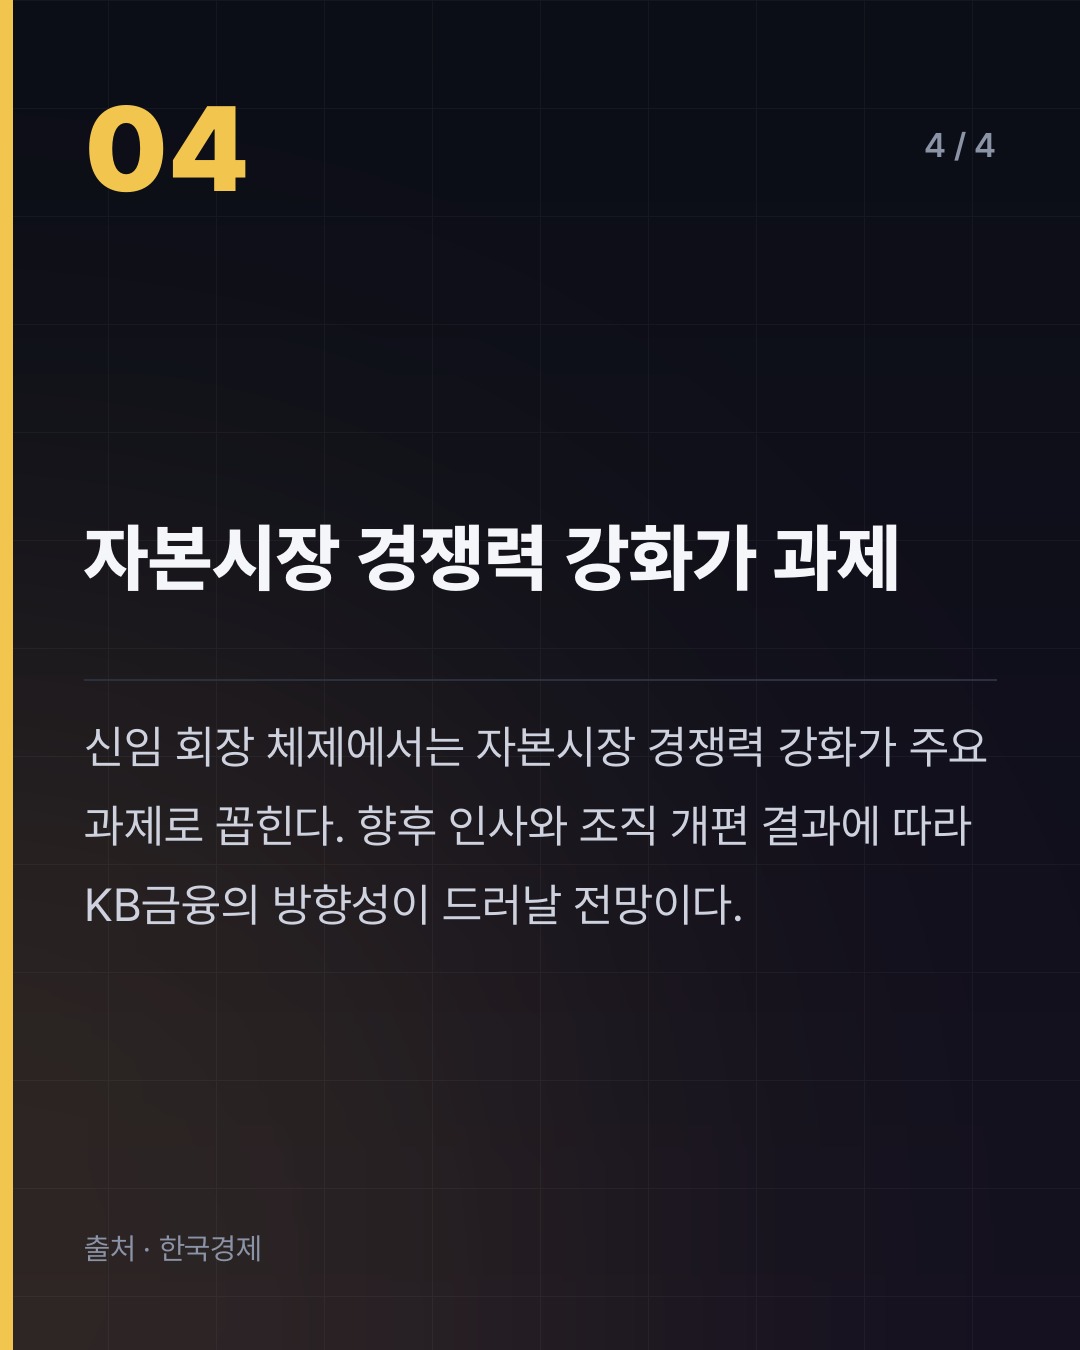 04
4 / 4
자본시장 경쟁력 강화가 과제
신임 회장 체제에서는 자본시장 경쟁력 강화가 주요
과제로 꼽힌다. 향후 인사와 조직 개편 결과에 따라
KB금융의 방향성이 드러날 전망이다.
출처 · 한국경제